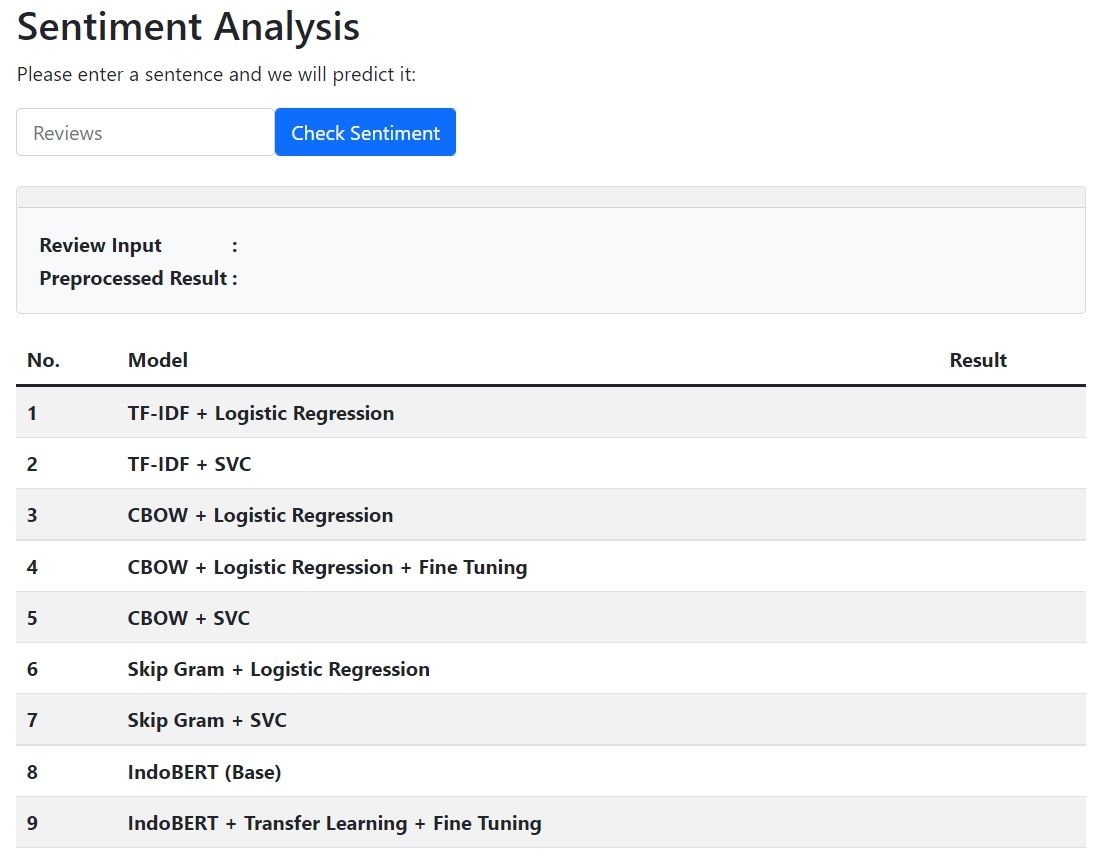 Sentiment Analysis
Please enter a sentence and we will predict it:
Reviews Check Sentiment
Review Input :
Preprocessed Result :
No. Model Result
1 TF-IDF + Logistic Regression
2 TF-IDF + SVC
3 CBOW + Logistic Regression
4 CBOW + Logistic Regression + Fine Tuning
5 CBOW + SVC
6 Skip Gram + Logistic Regression
7 Skip Gram + SVC
8 IndoBERT (Base)
9 IndoBERT + Transfer Learning + Fine Tuning